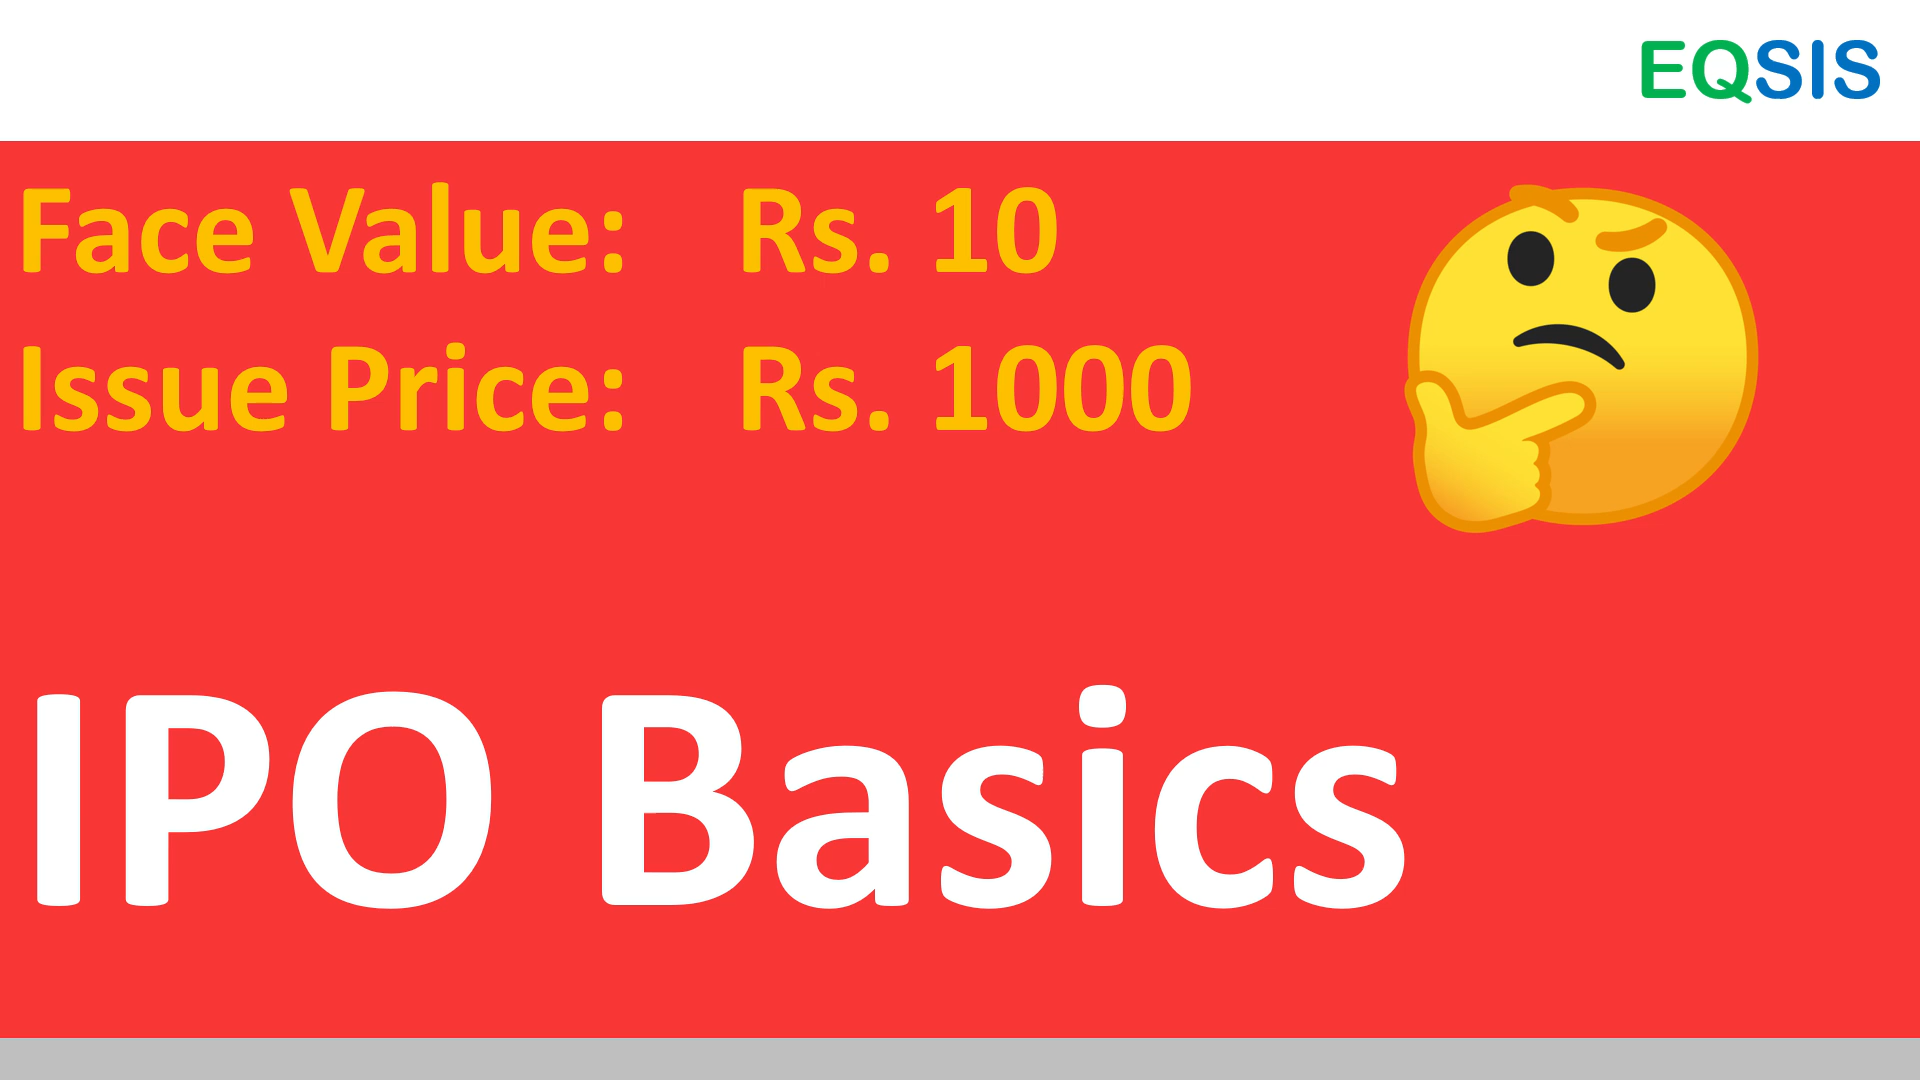 EQSIS
Face Value: Rs. 10
Issue Price: Rs. 1000
IPO Basics